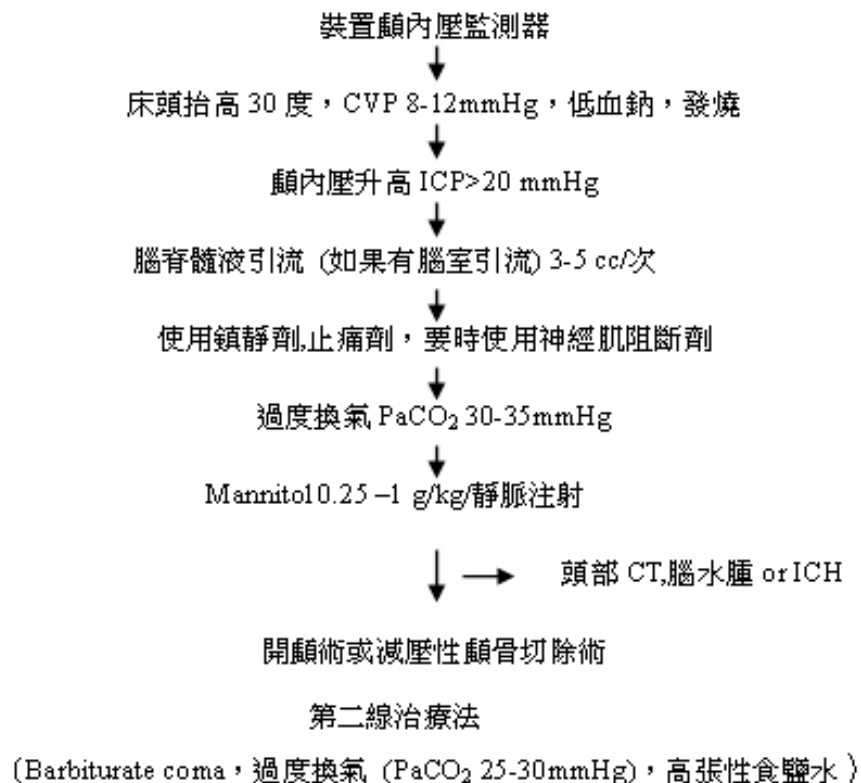 裝置顱內壓監測器
床頭抬高 30 度，CVP 8-12mmHg，低血鈉，發燒
顱內壓升高 ICP>20 mmHg
腦脊髓液引流 (如果有腦室引流) 3-5 cc/次
使用鎮靜劑,止痛劑，要時使用神經肌阻斷劑
過度換氣 PaCO₂ 30-35mmHg
Mannitol0.25 –1 g/kg/靜脈注射
頭部 CT,腦水腫 or ICH
開顱術或減壓性顱骨切除術
第二線治療法
(Barbiturate coma，過度換氣 (PaCO₂ 25-30mmHg)，高張性食鹽水)